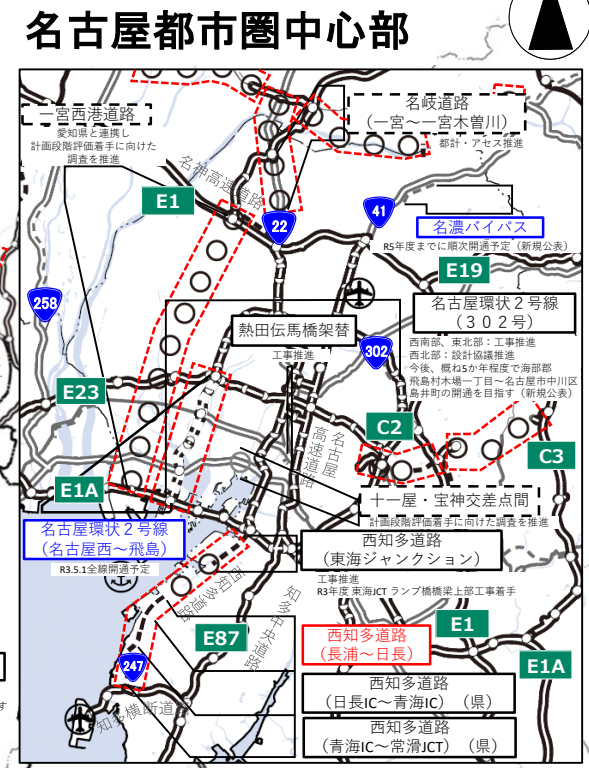 名古屋都市圏中心部
一宮西港道路
愛知県と連携し
計画段階評価着手に向けた
調査を推進
名岐道路
（一宮～一宮木曽川）
都計・アセス推進
名神高速道路
E1
22
41
名濃バイパス
R5年度までに順次開通予定（新規公表）
E19
258
名古屋環状２号線
（３０２号）
西南部、東北部：工事推進
西北部：設計協議推進
今後、概ね5か年程度で海部郡
飛島村木場一丁目～名古屋市中川区
島井町の開通を目指す（新規公表）
熱田伝馬橋架替
工事推進
302
E23
名古屋
高速道路
C2
C3
E1A
十一屋・宝神交差点間
計画段階評価着手に向けた調査を推進
名古屋環状２号線
（名古屋西～飛島）
R3.5.1全線開通予定
西知多道路
（東海ジャンクション）
工事推進
R3年度 東海JCT ランプ橋橋梁上部工事着手
西知多道路
知多中央道路
E87
E1
西知多道路
（長浦～日長）
E1A
247
西知多道路
（日長IC～青海IC）（県）
知多横断道路
西知多道路
（青海IC～常滑JCT）（県）
す